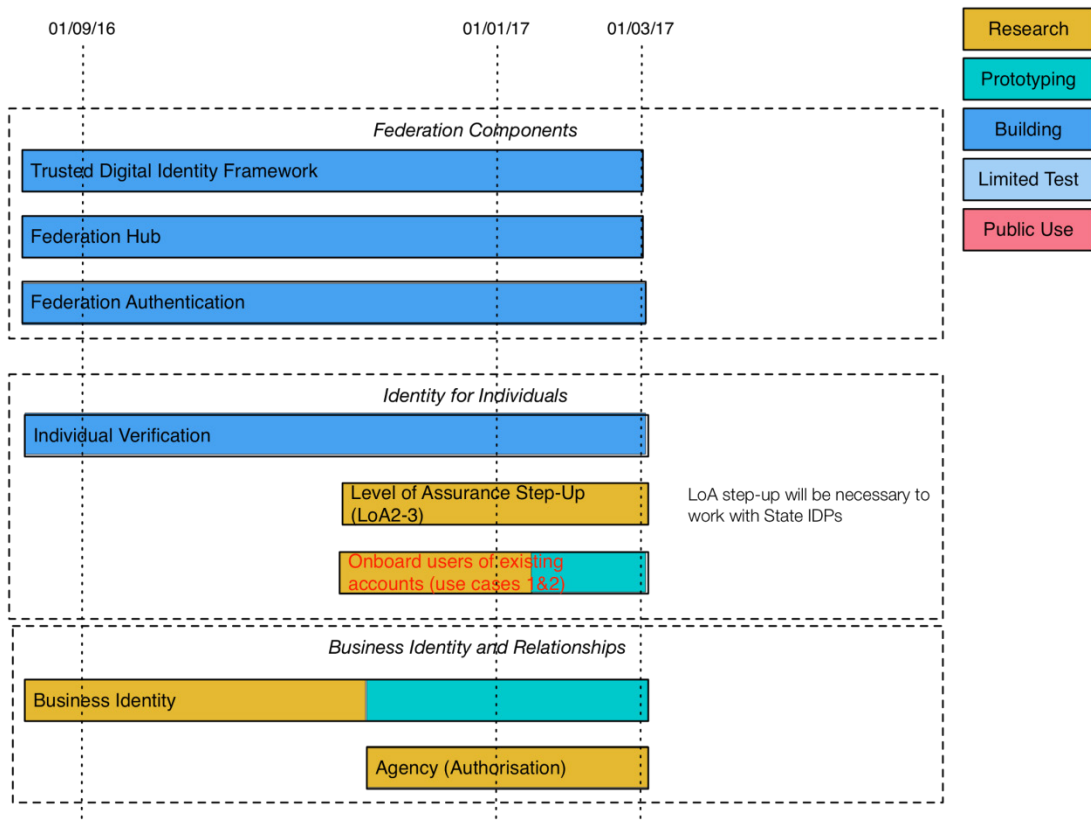 01/09/16
01/01/17
01/03/17
Research
Prototyping
Building
Limited Test
Public Use
Federation Components
Trusted Digital Identity Framework
Federation Hub
Federation Authentication
Identity for Individuals
Individual Verification
Level of Assurance Step-Up
(LoA2-3)
LoA step-up will be necessary to
work with State IDPs
Onboard users of existing
accounts (use cases 1&2)
Business Identity and Relationships
Business Identity
Agency (Authorisation)